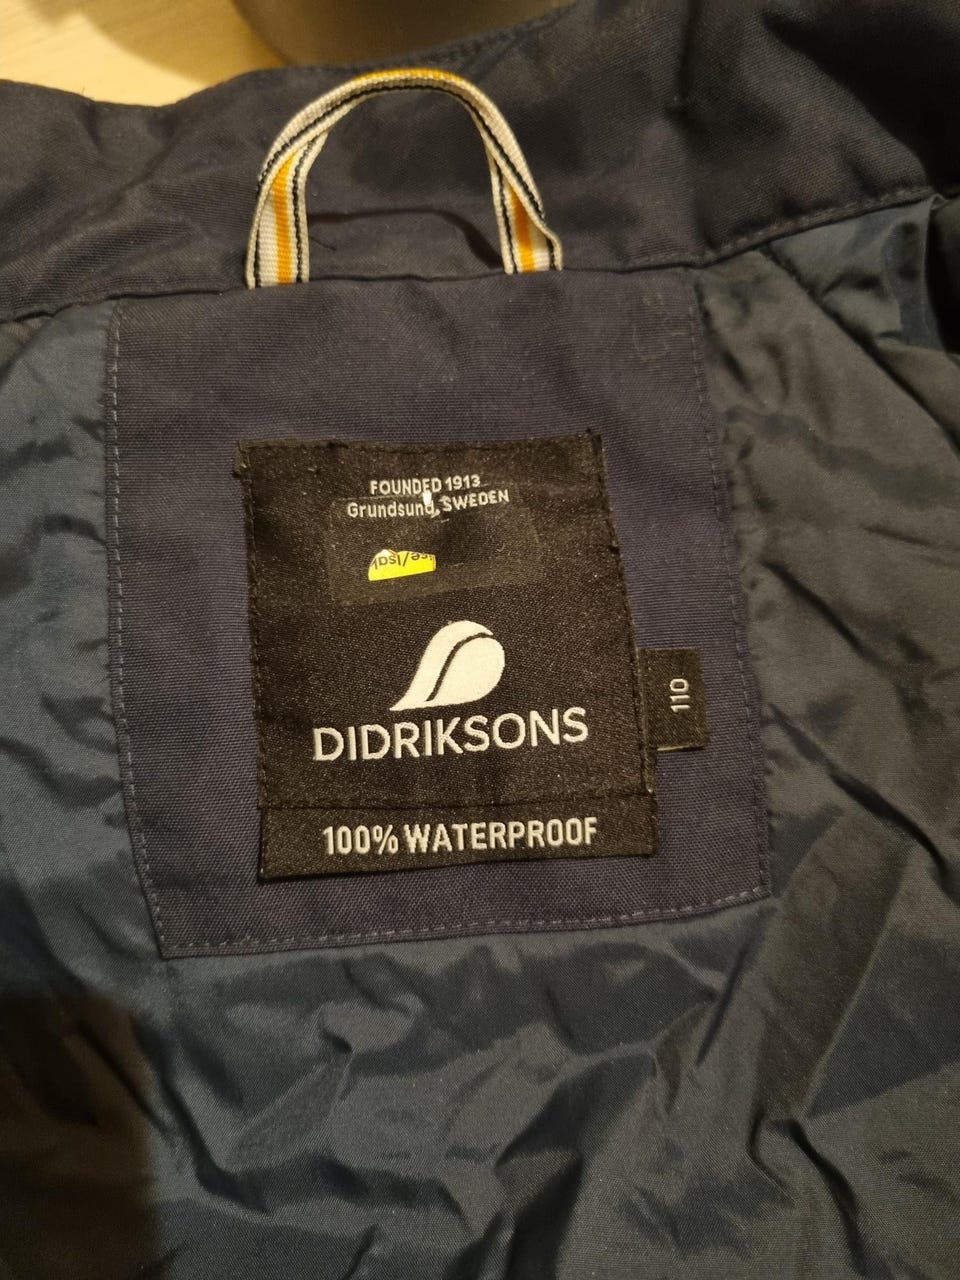 FOUNDED 1913
Grundsund, SWEDEN
DIDRIKSONS
110
100% WATERPROOF